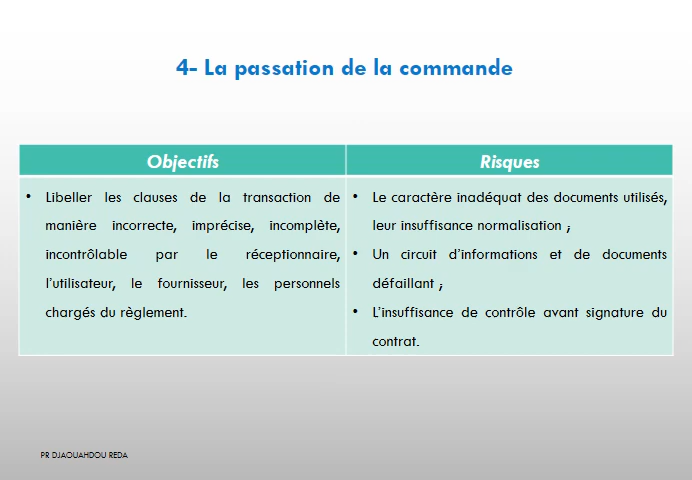 4- La passation de la commande
Objectifs
Risques
• Libeller les clauses de la transaction de
manière incorrecte, imprécise, incomplète,
incontrôlable par le réceptionnaire,
l'utilisateur, le fournisseur, les personnels
chargés du règlement.
• Le caractère inadéquat des documents utilisés,
leur insuffisance normalisation ;
• Un circuit d'informations et de documents
défaillant ;
• L'insuffisance de contrôle avant signature du
contrat.
PR DJAOUAHDOU REDA